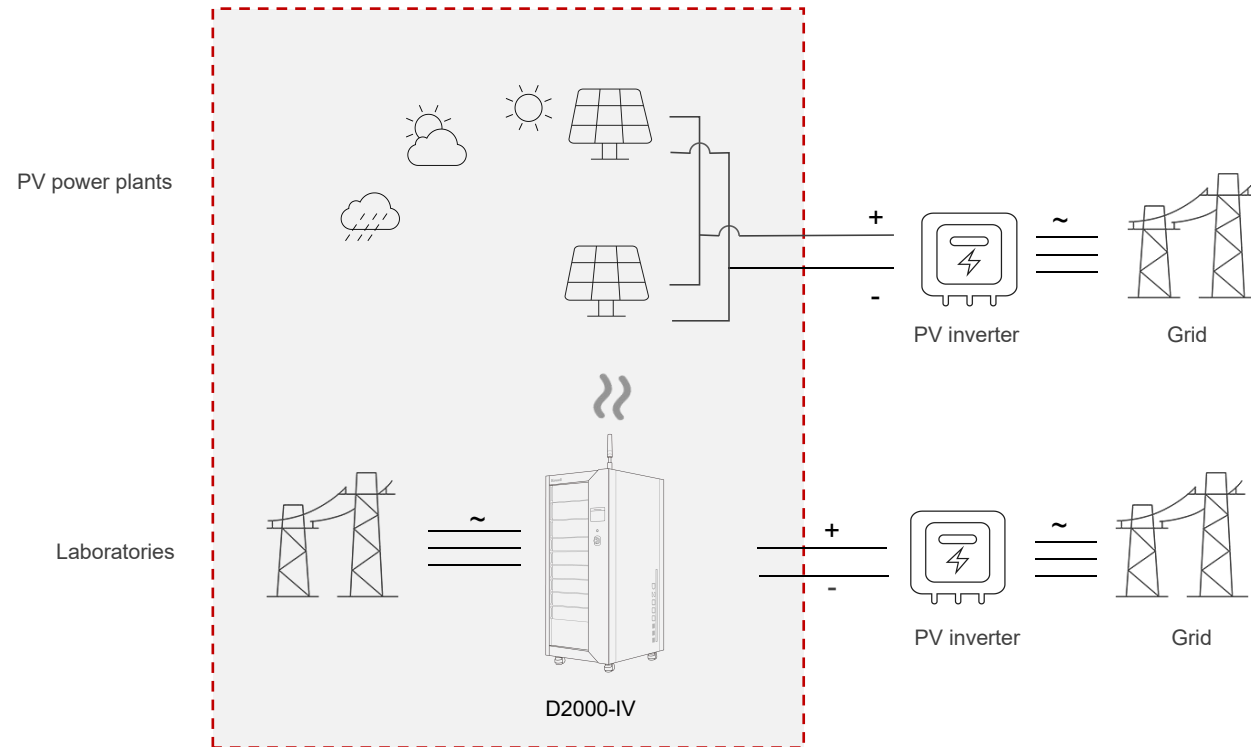 PV power plants
+
~
-
PV inverter
Grid
~
+
~
Laboratories
-
PV inverter
Grid
D2000-IV